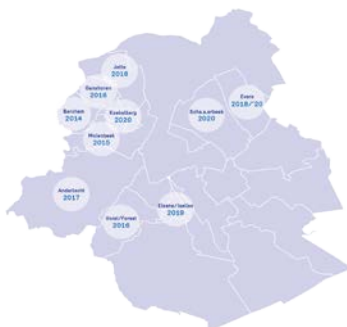 Jette
2018
Ganshoren
2016
Berchem
2014
Koekelberg
2020
Molenbeek
2015
Schaarbeek
2020
Evere
2018/'20
Anderlecht
2017
Vorst/Forest
2016
Elsene/Ixelles
2019